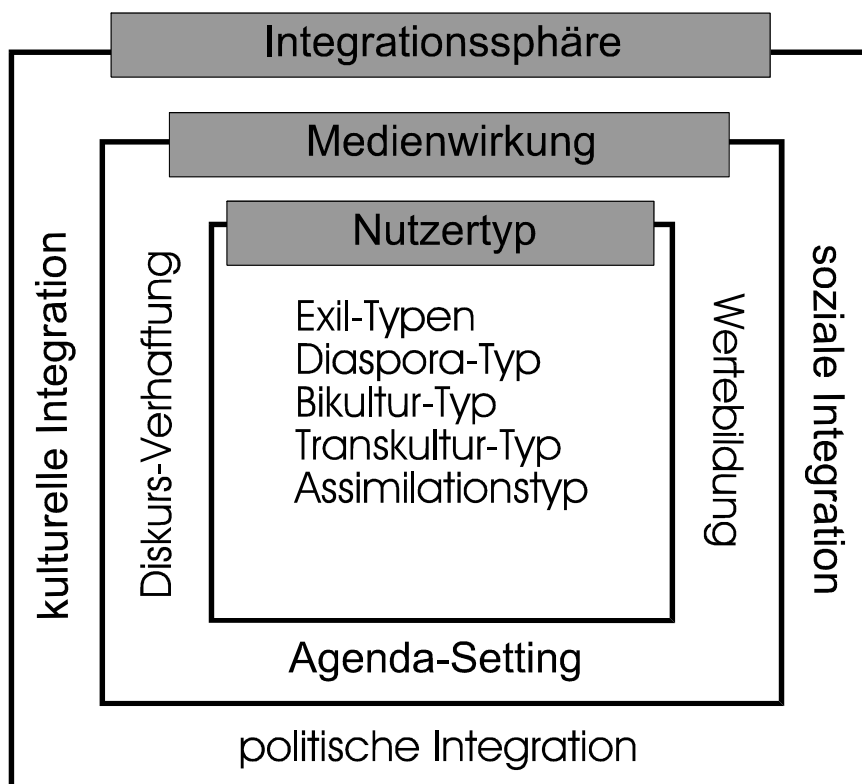 Integrationssphäre
Medienwirkung
Nutzertyp
kulturelle Integration
Diskurs-Verhaftung
Exil-Typen
Diaspora-Typ
Bikultur-Typ
Transkultur-Typ
Assimilationstyp
Wertebildung
soziale Integration
Agenda-Setting
politische Integration